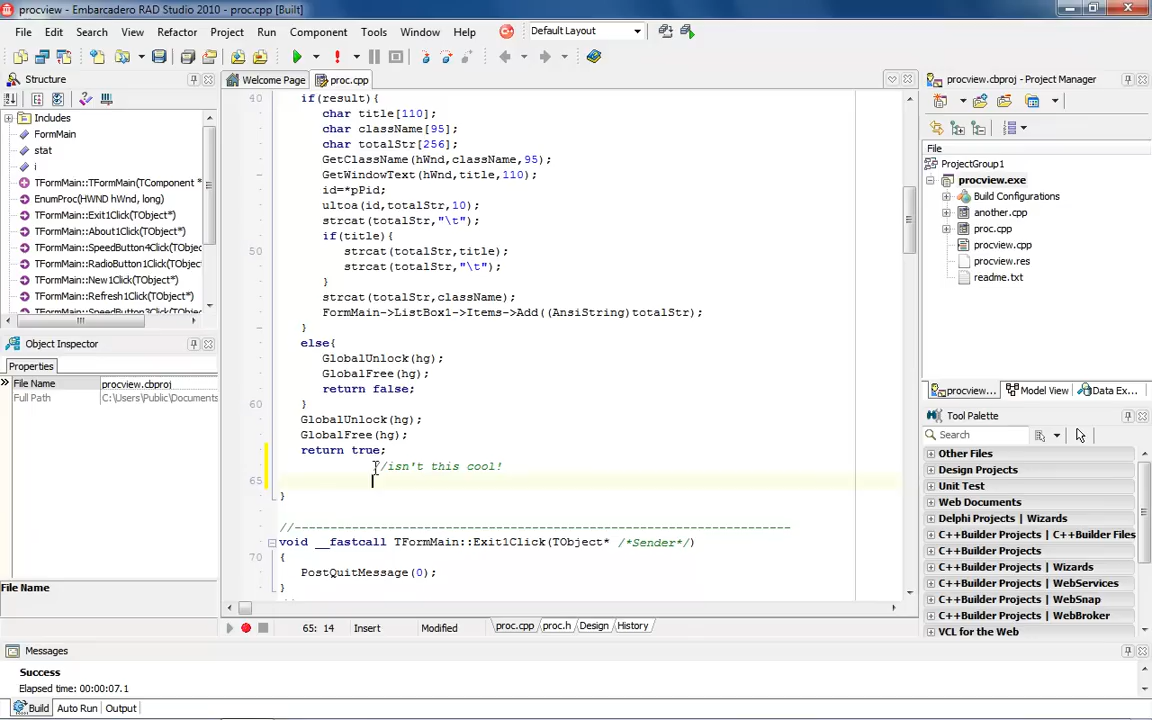 procview - Embarcadero RAD Studio 2010 - proc.cpp [Built]
File Edit Search View Refactor Project Run Component Tools Window Help
Default Layout
Structure
Includes
FormMain
stat
i
TFormMain::TFormMain(TComponent *
EnumProc(HWND hWnd, long)
TFormMain::Exit1Click(TObject*)
TFormMain::About1Click(TObject*)
TFormMain::SpeedButton4Click(TObjec
TFormMain::RadioButton1Click(TObjec
TFormMain::New1Click(TObject*)
TFormMain::Refresh1Click(TObject*)
TFormMain::SpeedButton3Click(TObjec
Object Inspector
Properties
File Name procview.cbproj
Full Path C:\Users\Public\Documents
File Name
Welcome Page proc.cpp
40 if(result){
char title[110];
char className[95];
char totalStr[256];
GetClassName(hWnd,className,95);
GetWindowText(hWnd,title,110);
id=*pPid;
ultoa(id,totalStr,10);
strcat(totalStr,"\t");
if(title){
50 strcat(totalStr,title);
strcat(totalStr,"\t");
}
strcat(totalStr,className);
FormMain->ListBox1->Items->Add((AnsiString)totalStr);
}
else{
GlobalUnlock(hg);
GlobalFree(hg);
return false;
60 }
GlobalUnlock(hg);
GlobalFree(hg);
return true;
//isn't this cool!
65
}
//---------------------------------------------------------------------
void __fastcall TFormMain::Exit1Click(TObject* /*Sender*/)
70 {
PostQuitMessage(0);
}
65: 14 Insert Modified proc.cpp proc.h Design History
procview.cbproj - Project Manager
File
ProjectGroup1
procview.exe
Build Configurations
another.cpp
proc.cpp
procview.cpp
procview.res
readme.txt
procview... Model View Data Ex...
Tool Palette
Search
Other Files
Design Projects
Unit Test
Web Documents
Delphi Projects | Wizards
C++Builder Projects | C++Builder Files
C++Builder Projects
C++Builder Projects | Wizards
C++Builder Projects | WebServices
C++Builder Projects | WebSnap
C++Builder Projects | WebBroker
VCL for the Web
Messages
Success
Elapsed time: 00:00:07.1
Build Auto Run Output